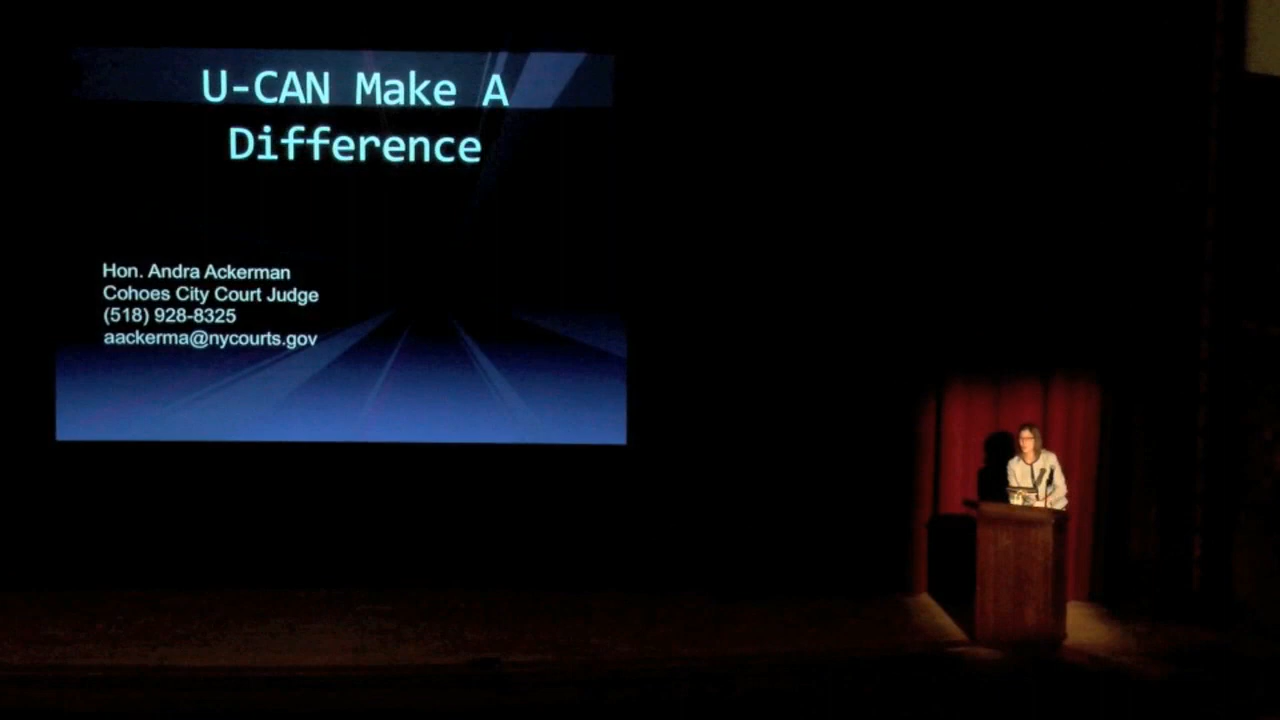 U-CAN Make A
Difference
Hon. Andra Ackerman
Cohoes City Court Judge
(518) 928-8325
aackerma@nycourts.gov